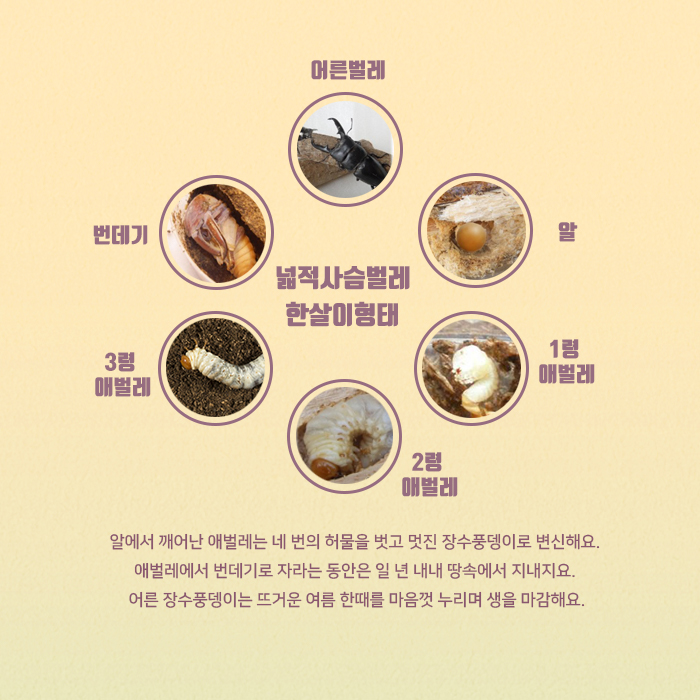 어른벌레
번데기
알
넓적사슴벌레
한살이형태
3령
애벌레
1령
애벌레
2령
애벌레
알에서 깨어난 애벌레는 네 번의 허물을 벗고 멋진 장수풍뎅이로 변신해요.
애벌레에서 번데기로 자라는 동안은 일 년 내내 땅속에서 지내지요.
어른 장수풍뎅이는 뜨거운 여름 한때를 마음껏 누리며 생을 마감해요.